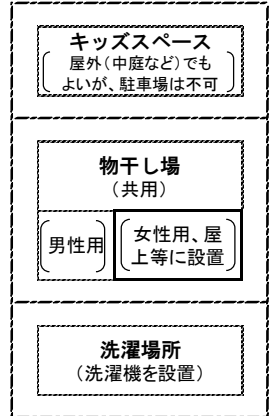 キッズスペース
屋外（中庭など）でも
よいが、駐車場は不可
物干し場
（共用）
男性用
女性用、屋
上等に設置
洗濯場所
（洗濯機を設置）